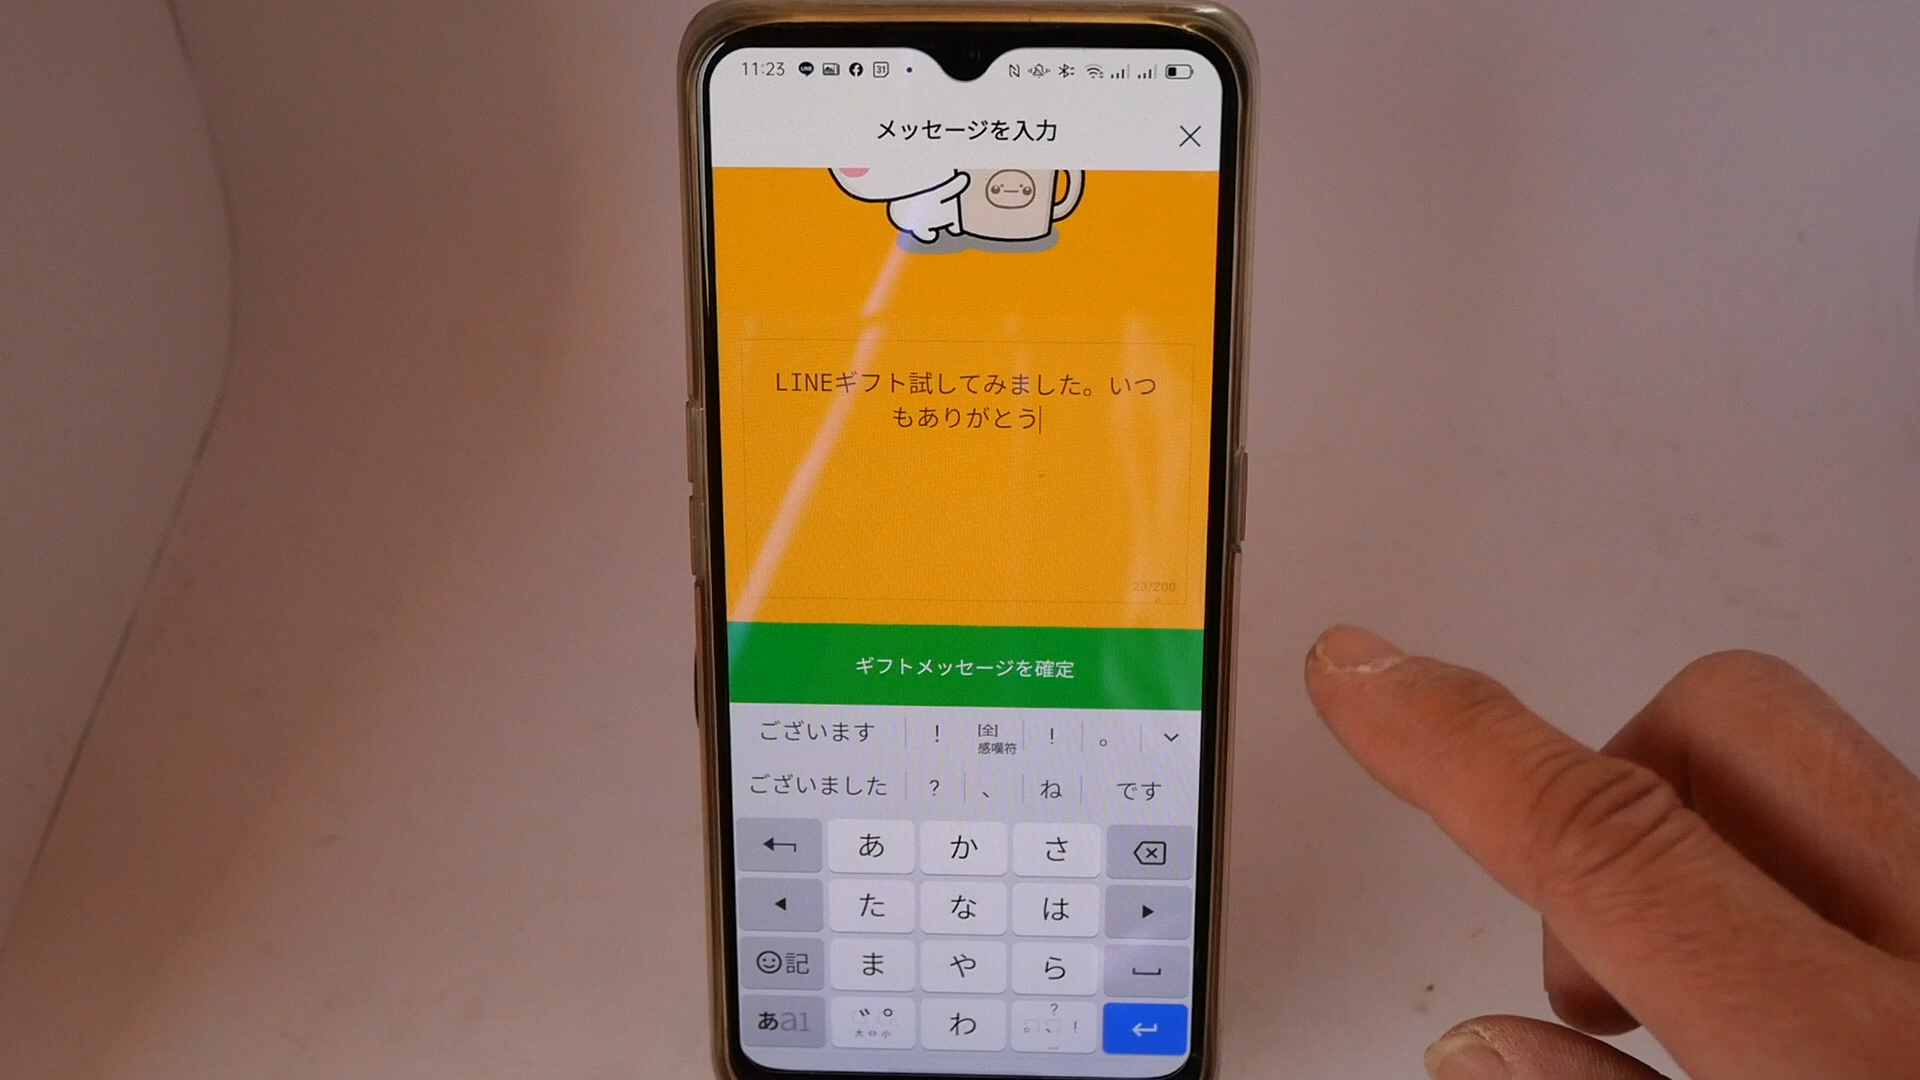 11:23
31
メッセージを入力
LINEギフト試してみました。いつ
もありがとう
23/200
ギフトメッセージを確定
ございます ! [全]感嘆符 ! 。
ございました ? 、 ね です
あ か さ
た な は
記 ま や ら
あa1 ゛゜ 大⇔小 わ 。?、! …